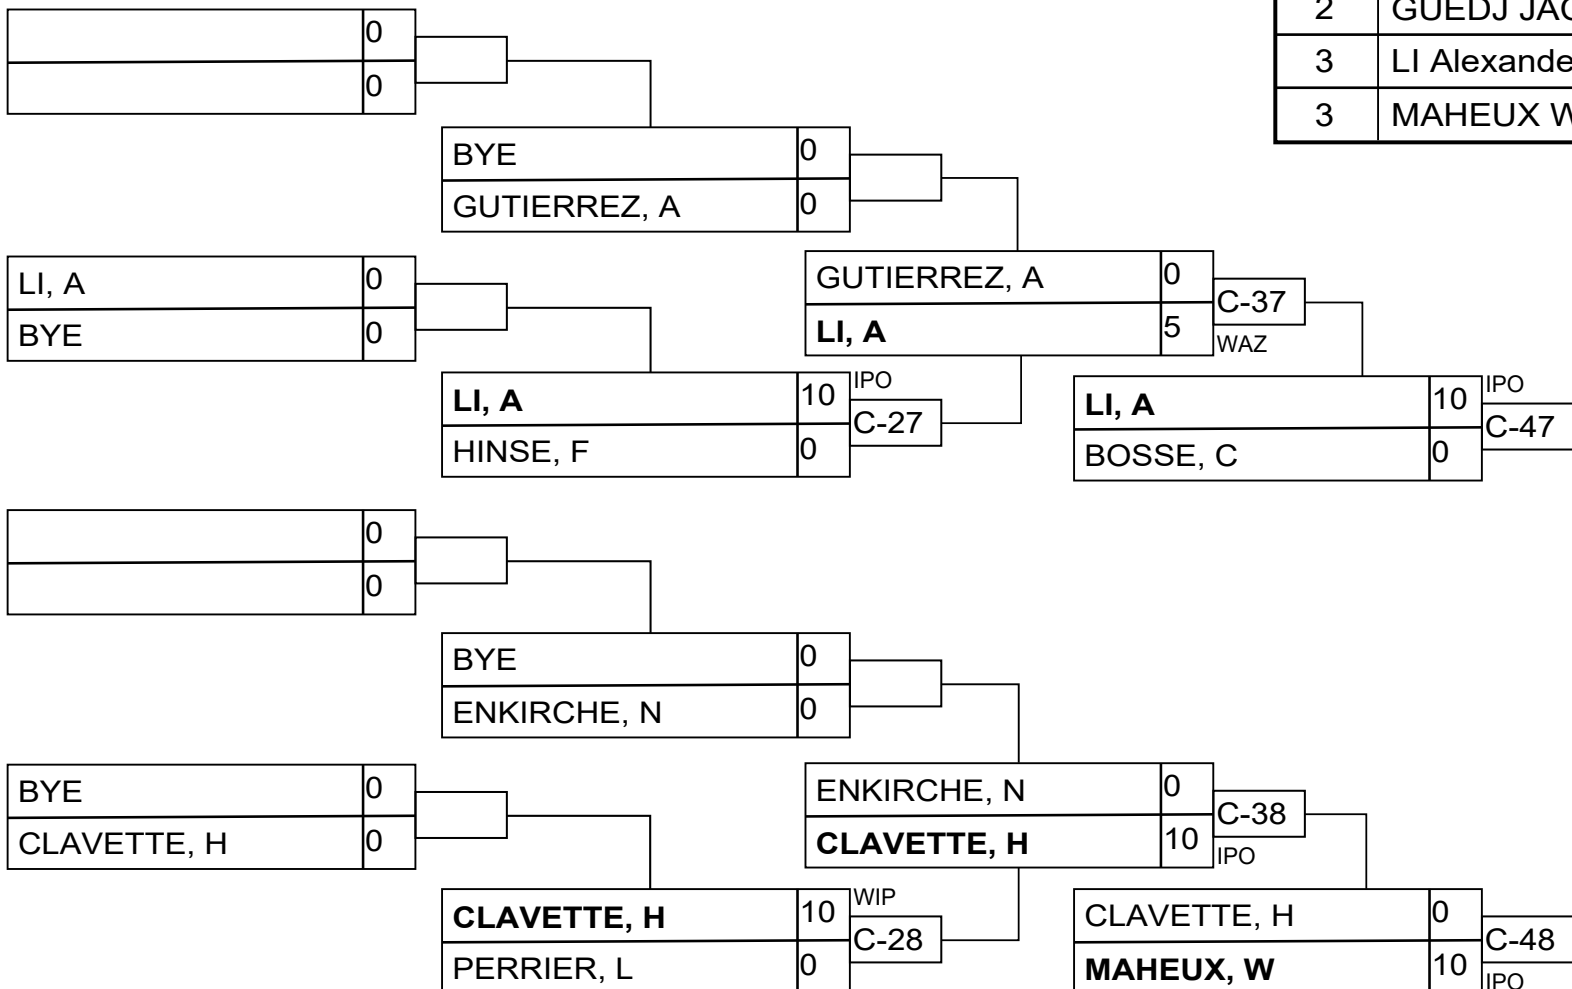 0
0
2 GUEDJ JAC
3 LI Alexande
3 MAHEUX W
BYE 0
GUTIERREZ, A 0
LI, A 0
BYE 0
GUTIERREZ, A 0
LI, A 5
C-37
WAZ
LI, A 10
HINSE, F 0
IPO
C-27
LI, A 10
BOSSE, C 0
IPO
C-47
0
0
BYE 0
ENKIRCHE, N 0
BYE 0
CLAVETTE, H 0
ENKIRCHE, N 0
CLAVETTE, H 10
C-38
IPO
CLAVETTE, H 10
PERRIER, L 0
WIP
C-28
CLAVETTE, H 0
MAHEUX, W 10
C-48
IPO